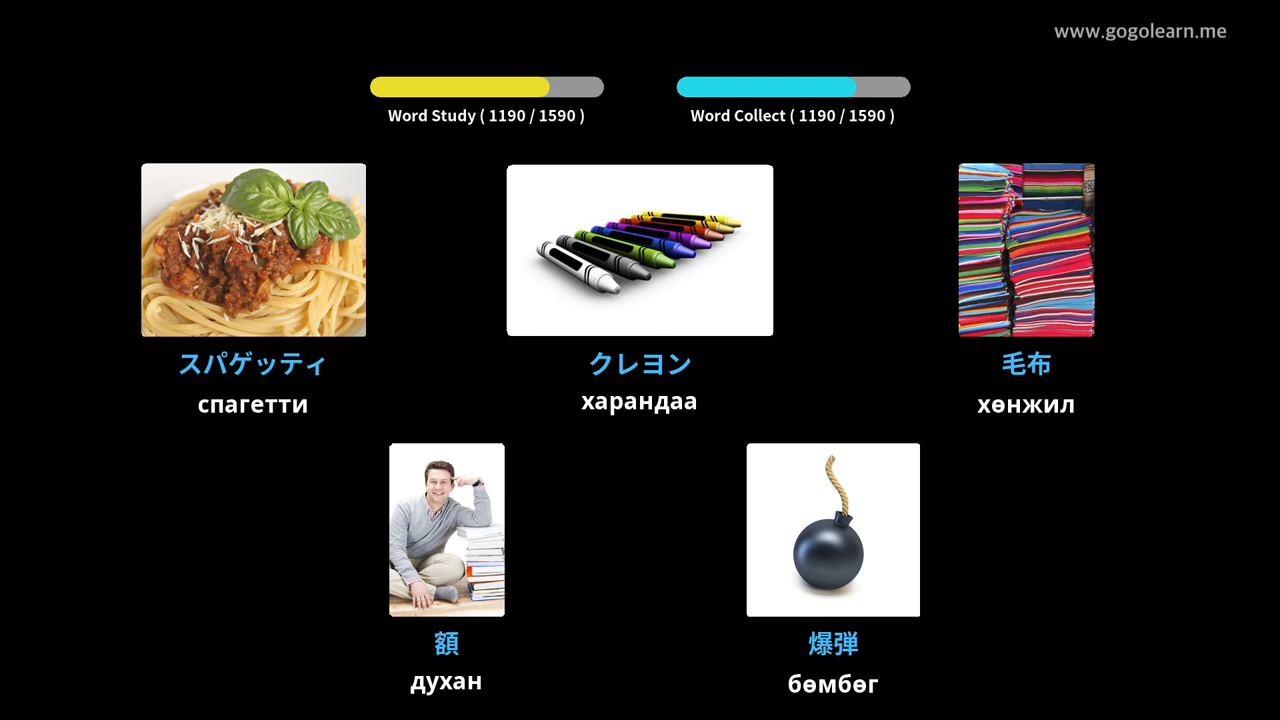 www.gogolearn.me
Word Study ( 1190 / 1590 )
Word Collect ( 1190 / 1590 )
スパゲッティ
クレヨン
毛布
спагетти
харандаа
хөнжил
額
爆弾
духан
бөмбөг